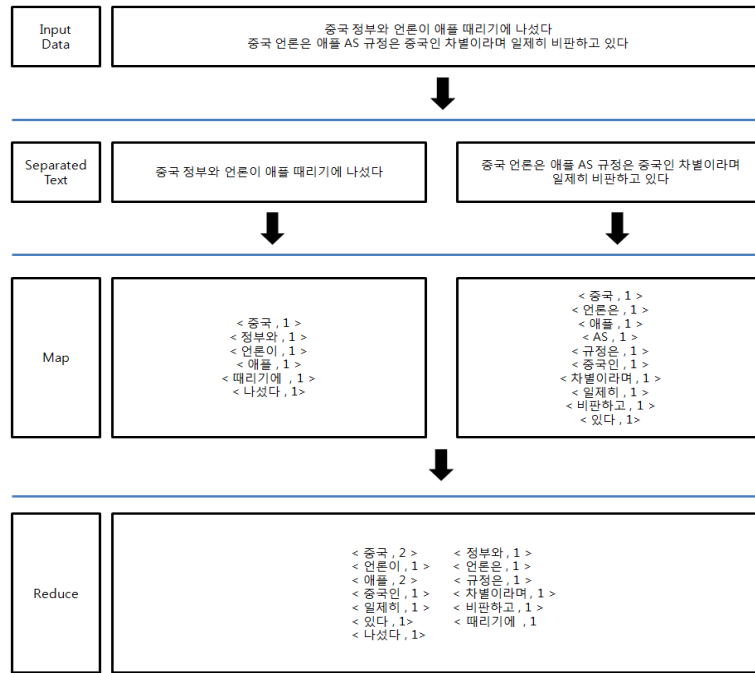 Input
Data
중국 정부와 언론이 애플 때리기에 나섰다
중국 언론은 애플 AS 규정은 중국인 차별이라며 일제히 비판하고 있다
Separated
Text
중국 정부와 언론이 애플 때리기에 나섰다
중국 언론은 애플 AS 규정은 중국인 차별이라며
일제히 비판하고 있다
Map
< 중국 , 1 >
< 정부와 , 1 >
< 언론이 , 1 >
< 애플 , 1 >
< 때리기에 , 1 >
< 나섰다 , 1>
< 중국 , 1 >
< 언론은 , 1 >
< 애플 , 1 >
< AS , 1 >
< 규정은 , 1 >
< 중국인 , 1 >
< 차별이라며 , 1 >
< 일제히 , 1 >
< 비판하고 , 1 >
< 있다 , 1>
Reduce
< 중국 , 2 >
< 언론이 , 1 >
< 애플 , 2 >
< 중국인 , 1 >
< 일제히 , 1 >
< 있다 , 1>
< 나섰다 , 1>
< 정부와 , 1 >
< 언론은 , 1 >
< 규정은 , 1 >
< 차별이라며 , 1 >
< 비판하고 , 1 >
< 때리기에 , 1